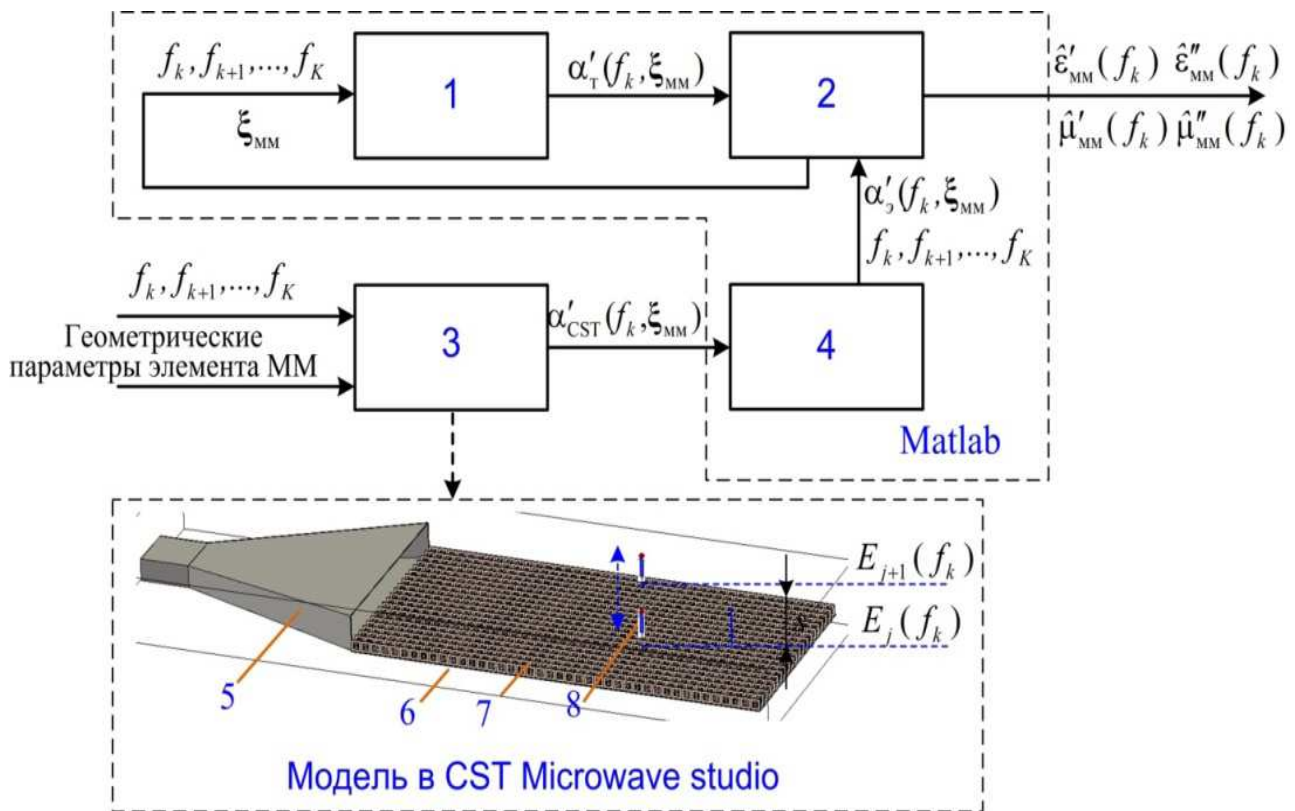 f_k, f_{k+1},..., f_K
ξ_мм
1
α'_т(f_k, ξ_мм)
2
ε̂'_мм(f_k) ε̂''_мм(f_k)
μ̂'_мм(f_k) μ̂''_мм(f_k)
α'_э(f_k, ξ_мм)
f_k, f_{k+1},..., f_K
f_k, f_{k+1},..., f_K
Геометрические
параметры элемента ММ
3
α'_CST(f_k, ξ_мм)
4
Matlab
E_{j+1}(f_k)
E_j(f_k)
s
5
6
7
8
Модель в CST Microwave studio